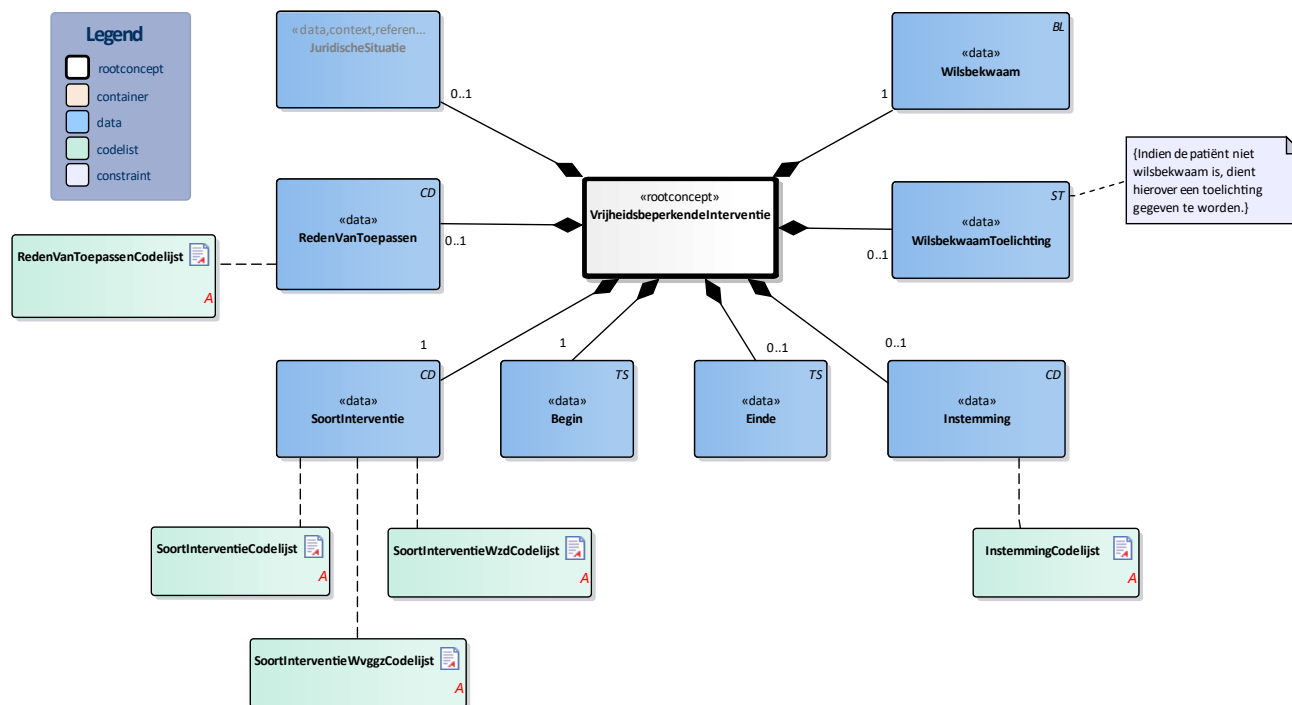 Legend
rootconcept
container
data
codelist
constraint
«data,context,referen...
JuridischeSituatie
0..1
BL
«data»
Wilsbekwaam
1
{Indien de patiënt niet
wilsbekwaam is, dient
hierover een toelichting
gegeven te worden.}
CD
«data»
RedenVanToepassen
0..1
«rootconcept»
VrijheidsbeperkendeInterventie
ST
«data»
WilsbekwaamToelichting
0..1
RedenVanToepassenCodelijst
A
1
CD
«data»
SoortInterventie
1
TS
«data»
Begin
0..1
TS
«data»
Einde
0..1
CD
«data»
Instemming
SoortInterventieCodelijst
A
SoortInterventieWzdCodelijst
A
InstemmingCodelijst
A
SoortInterventieWvggzCodelijst
A